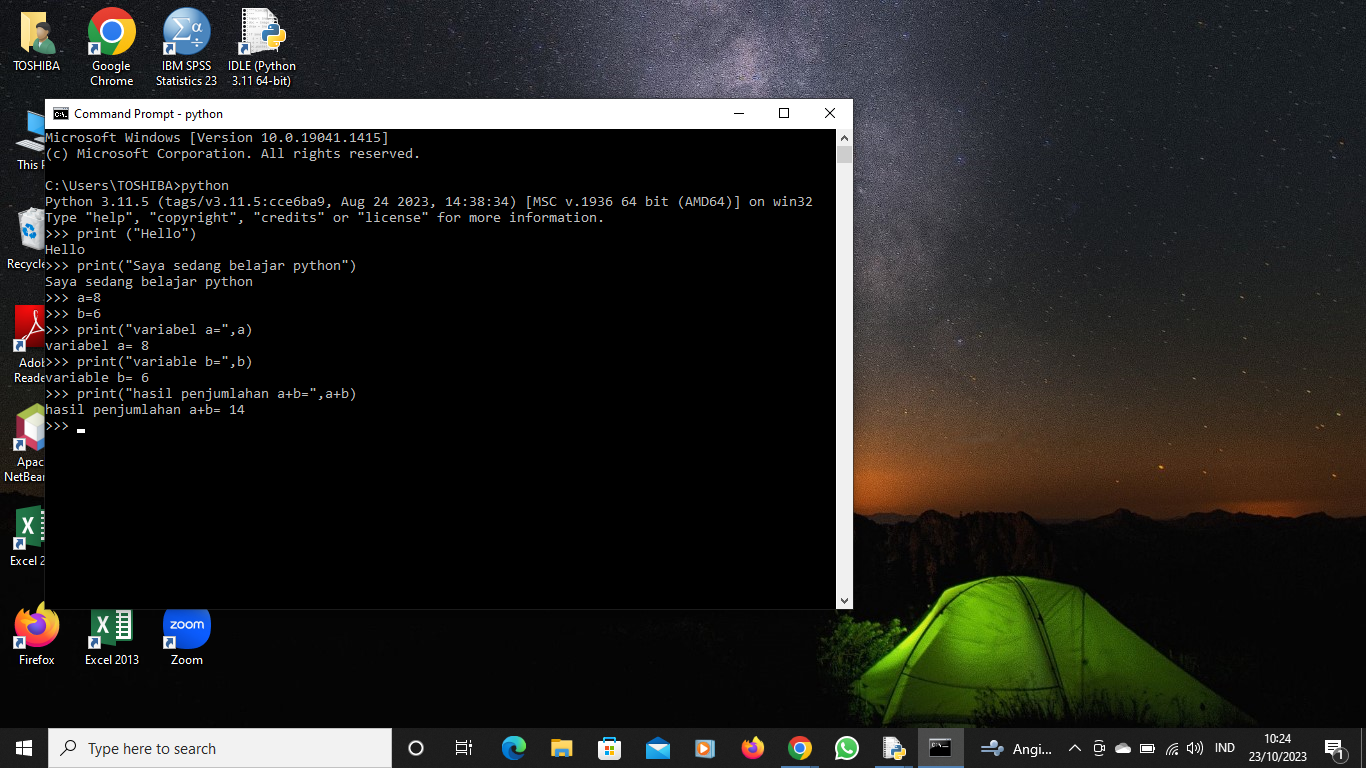 TOSHIBA
Google
Chrome
IBM SPSS
Statistics 23
IDLE (Python
3.11 64-bit)
Command Prompt - python
Microsoft Windows [Version 10.0.19041.1415]
(c) Microsoft Corporation. All rights reserved.
C:\Users\TOSHIBA>python
Python 3.11.5 (tags/v3.11.5:cce6ba9, Aug 24 2023, 14:38:34) [MSC v.1936 64 bit (AMD64)] on win32
Type "help", "copyright", "credits" or "license" for more information.
>>> print ("Hello")
Hello
>>> print("Saya sedang belajar python")
Saya sedang belajar python
>>> a=8
>>> b=6
>>> print("variabel a=",a)
variabel a= 8
>>> print("variable b=",b)
variable b= 6
>>> print("hasil penjumlahan a+b=",a+b)
hasil penjumlahan a+b= 14
>>>
This P
Recycle
Adob
Reade
Apac
NetBean
Excel 2
Firefox
Excel 2013
zoom
Zoom
Type here to search
Angi...
IND
10:24
23/10/2023
1